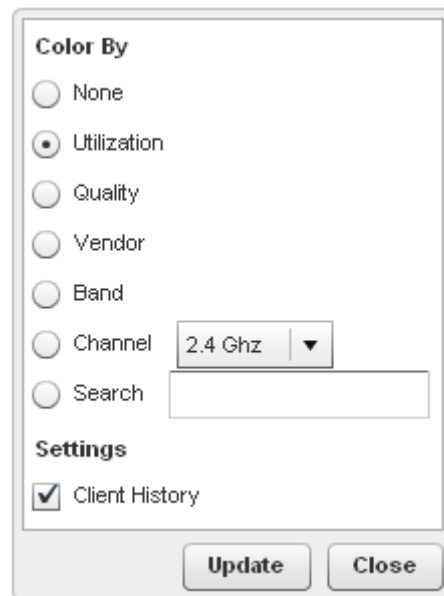 Color By
None
Utilization
Quality
Vendor
Band
Channel 2.4 Ghz
Search
Settings
Client History
Update Close